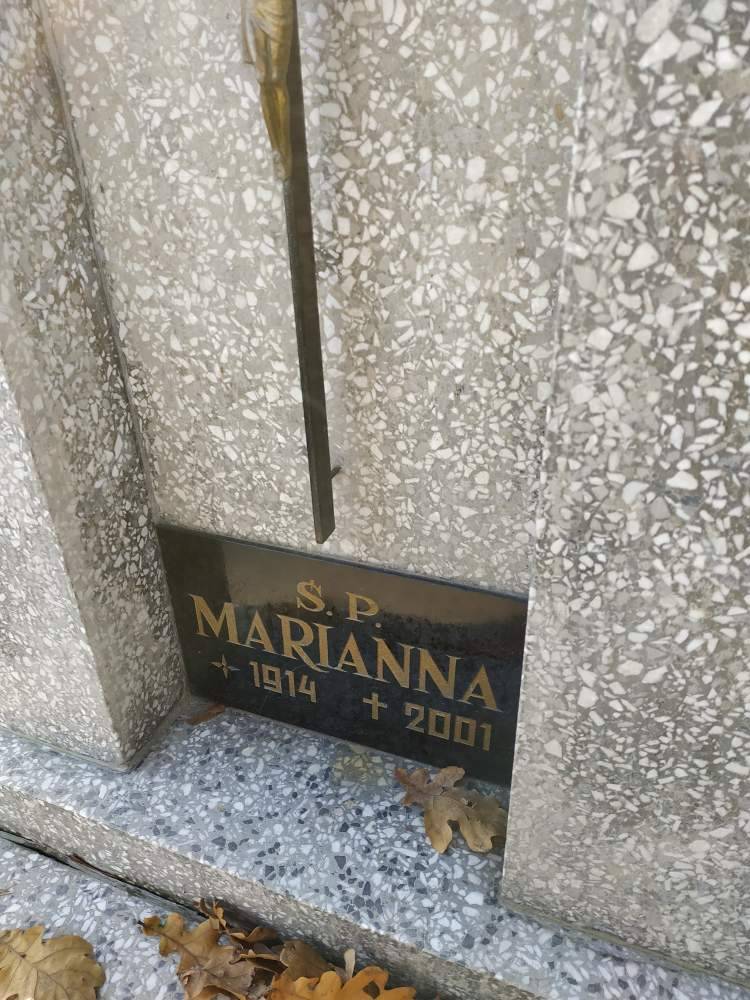 Ś. P.
MARIANNA
1914 † 2001